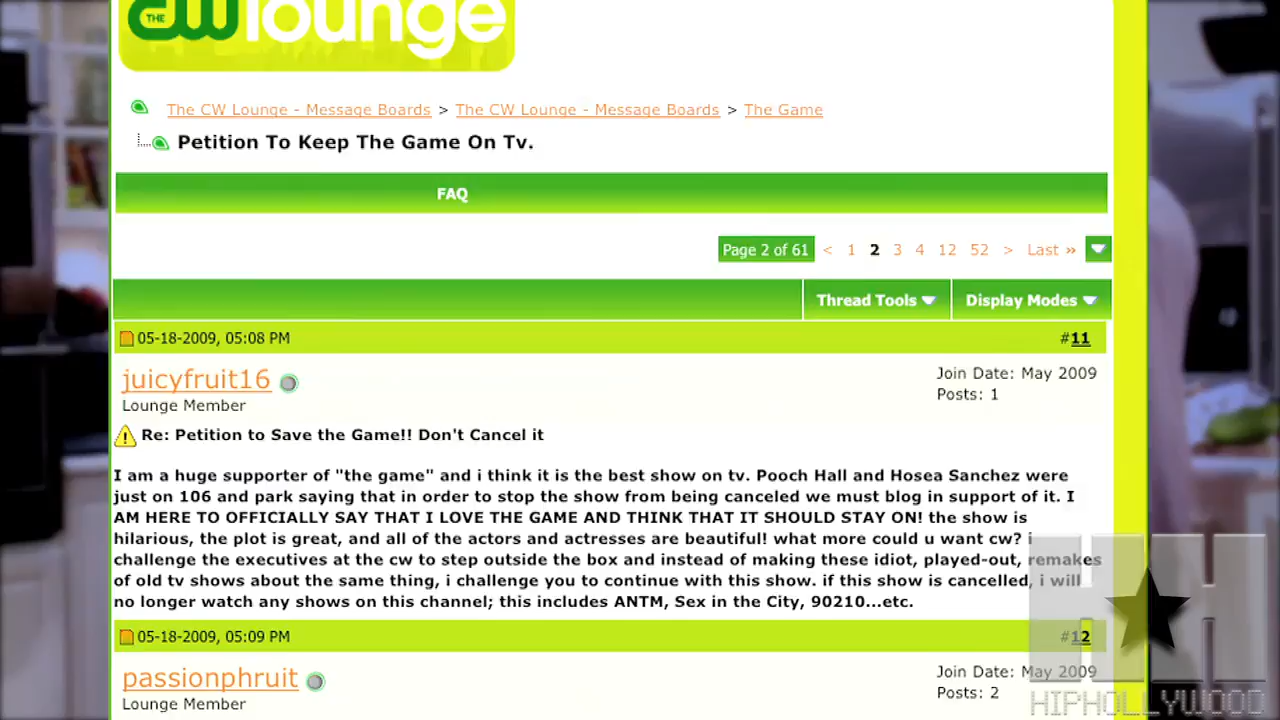 THE CW lounge
The CW Lounge - Message Boards > The CW Lounge - Message Boards > The Game
Petition To Keep The Game On Tv.
FAQ
Page 2 of 61 < 1 2 3 4 12 52 > Last »
Thread Tools Display Modes
05-18-2009, 05:08 PM #11
juicyfruit16 Join Date: May 2009
Lounge Member Posts: 1
Re: Petition to Save the Game!! Don't Cancel it
I am a huge supporter of "the game" and i think it is the best show on tv. Pooch Hall and Hosea Sanchez were
just on 106 and park saying that in order to stop the show from being canceled we must blog in support of it. I
AM HERE TO OFFICIALLY SAY THAT I LOVE THE GAME AND THINK THAT IT SHOULD STAY ON! the show is
hilarious, the plot is great, and all of the actors and actresses are beautiful! what more could u want cw? i
challenge the executives at the cw to step outside the box and instead of making these idiot, played-out, remakes
of old tv shows about the same thing, i challenge you to continue with this show. if this show is cancelled, i will
no longer watch any shows on this channel; this includes ANTM, Sex in the City, 90210...etc.
05-18-2009, 05:09 PM #12
passionphruit Join Date: May 2009
Lounge Member Posts: 2
HH
HIPHOLLYWOOD